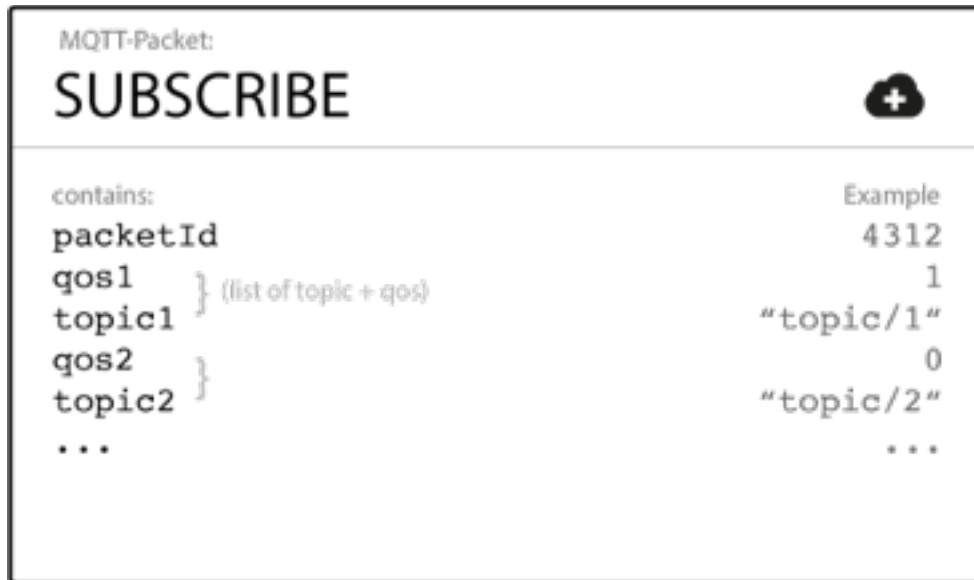 MQTT-Packet:
SUBSCRIBE
contains: Example
packetId 4312
qos1 1
(list of topic + qos)
topic1 “topic/1“
qos2 0
topic2 “topic/2“
... ...